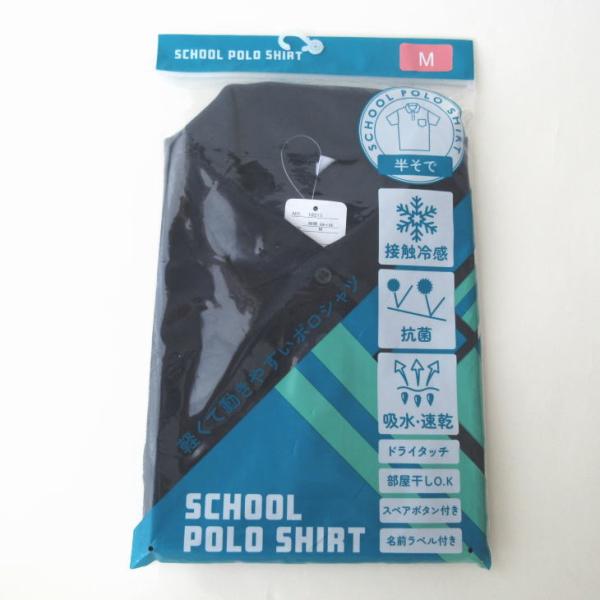 SCHOOL POLO SHIRT
M
SCHOOL POLO SHIRT
半そで
接触冷感
抗菌
吸水・速乾
ドライタッチ
部屋干しO.K
スペアボタン付き
名前ラベル付き
軽くて動きやすいポロシャツ
SCHOOL
POLO SHIRT